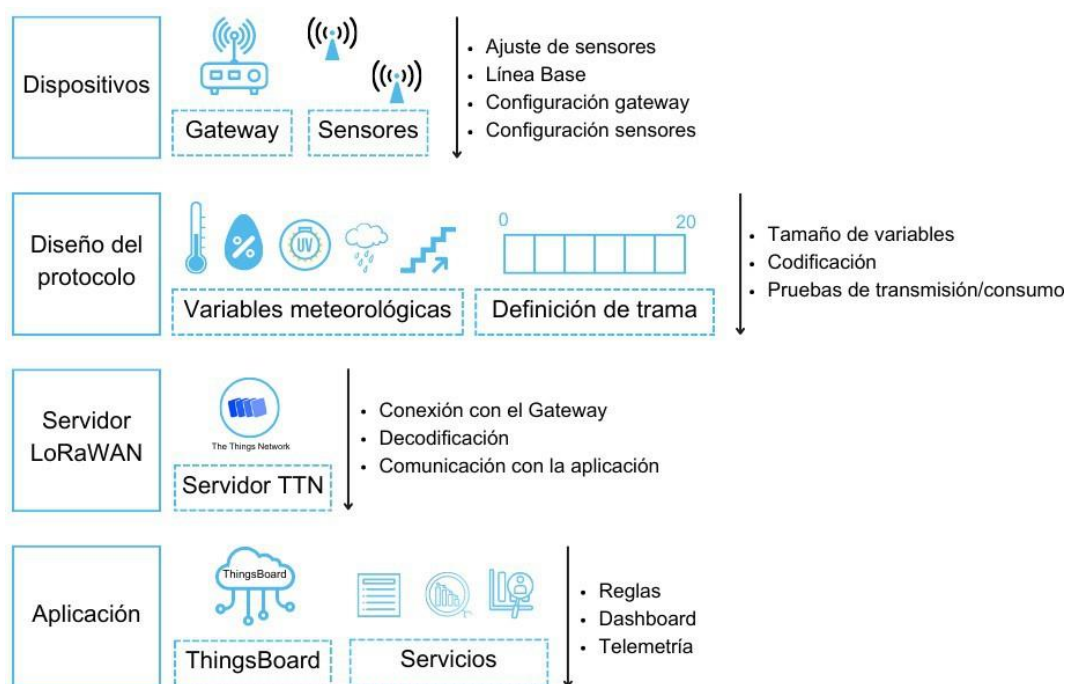 Dispositivos
Gateway
Sensores
• Ajuste de sensores
• Línea Base
• Configuración gateway
• Configuración sensores
Diseño del
protocolo
%
UV
Variables meteorológicas
0
20
Definición de trama
• Tamaño de variables
• Codificación
• Pruebas de transmisión/consumo
Servidor
LoRaWAN
The Things Network
Servidor TTN
• Conexión con el Gateway
• Decodificación
• Comunicación con la aplicación
Aplicación
ThingsBoard
ThingsBoard
Servicios
• Reglas
• Dashboard
• Telemetría